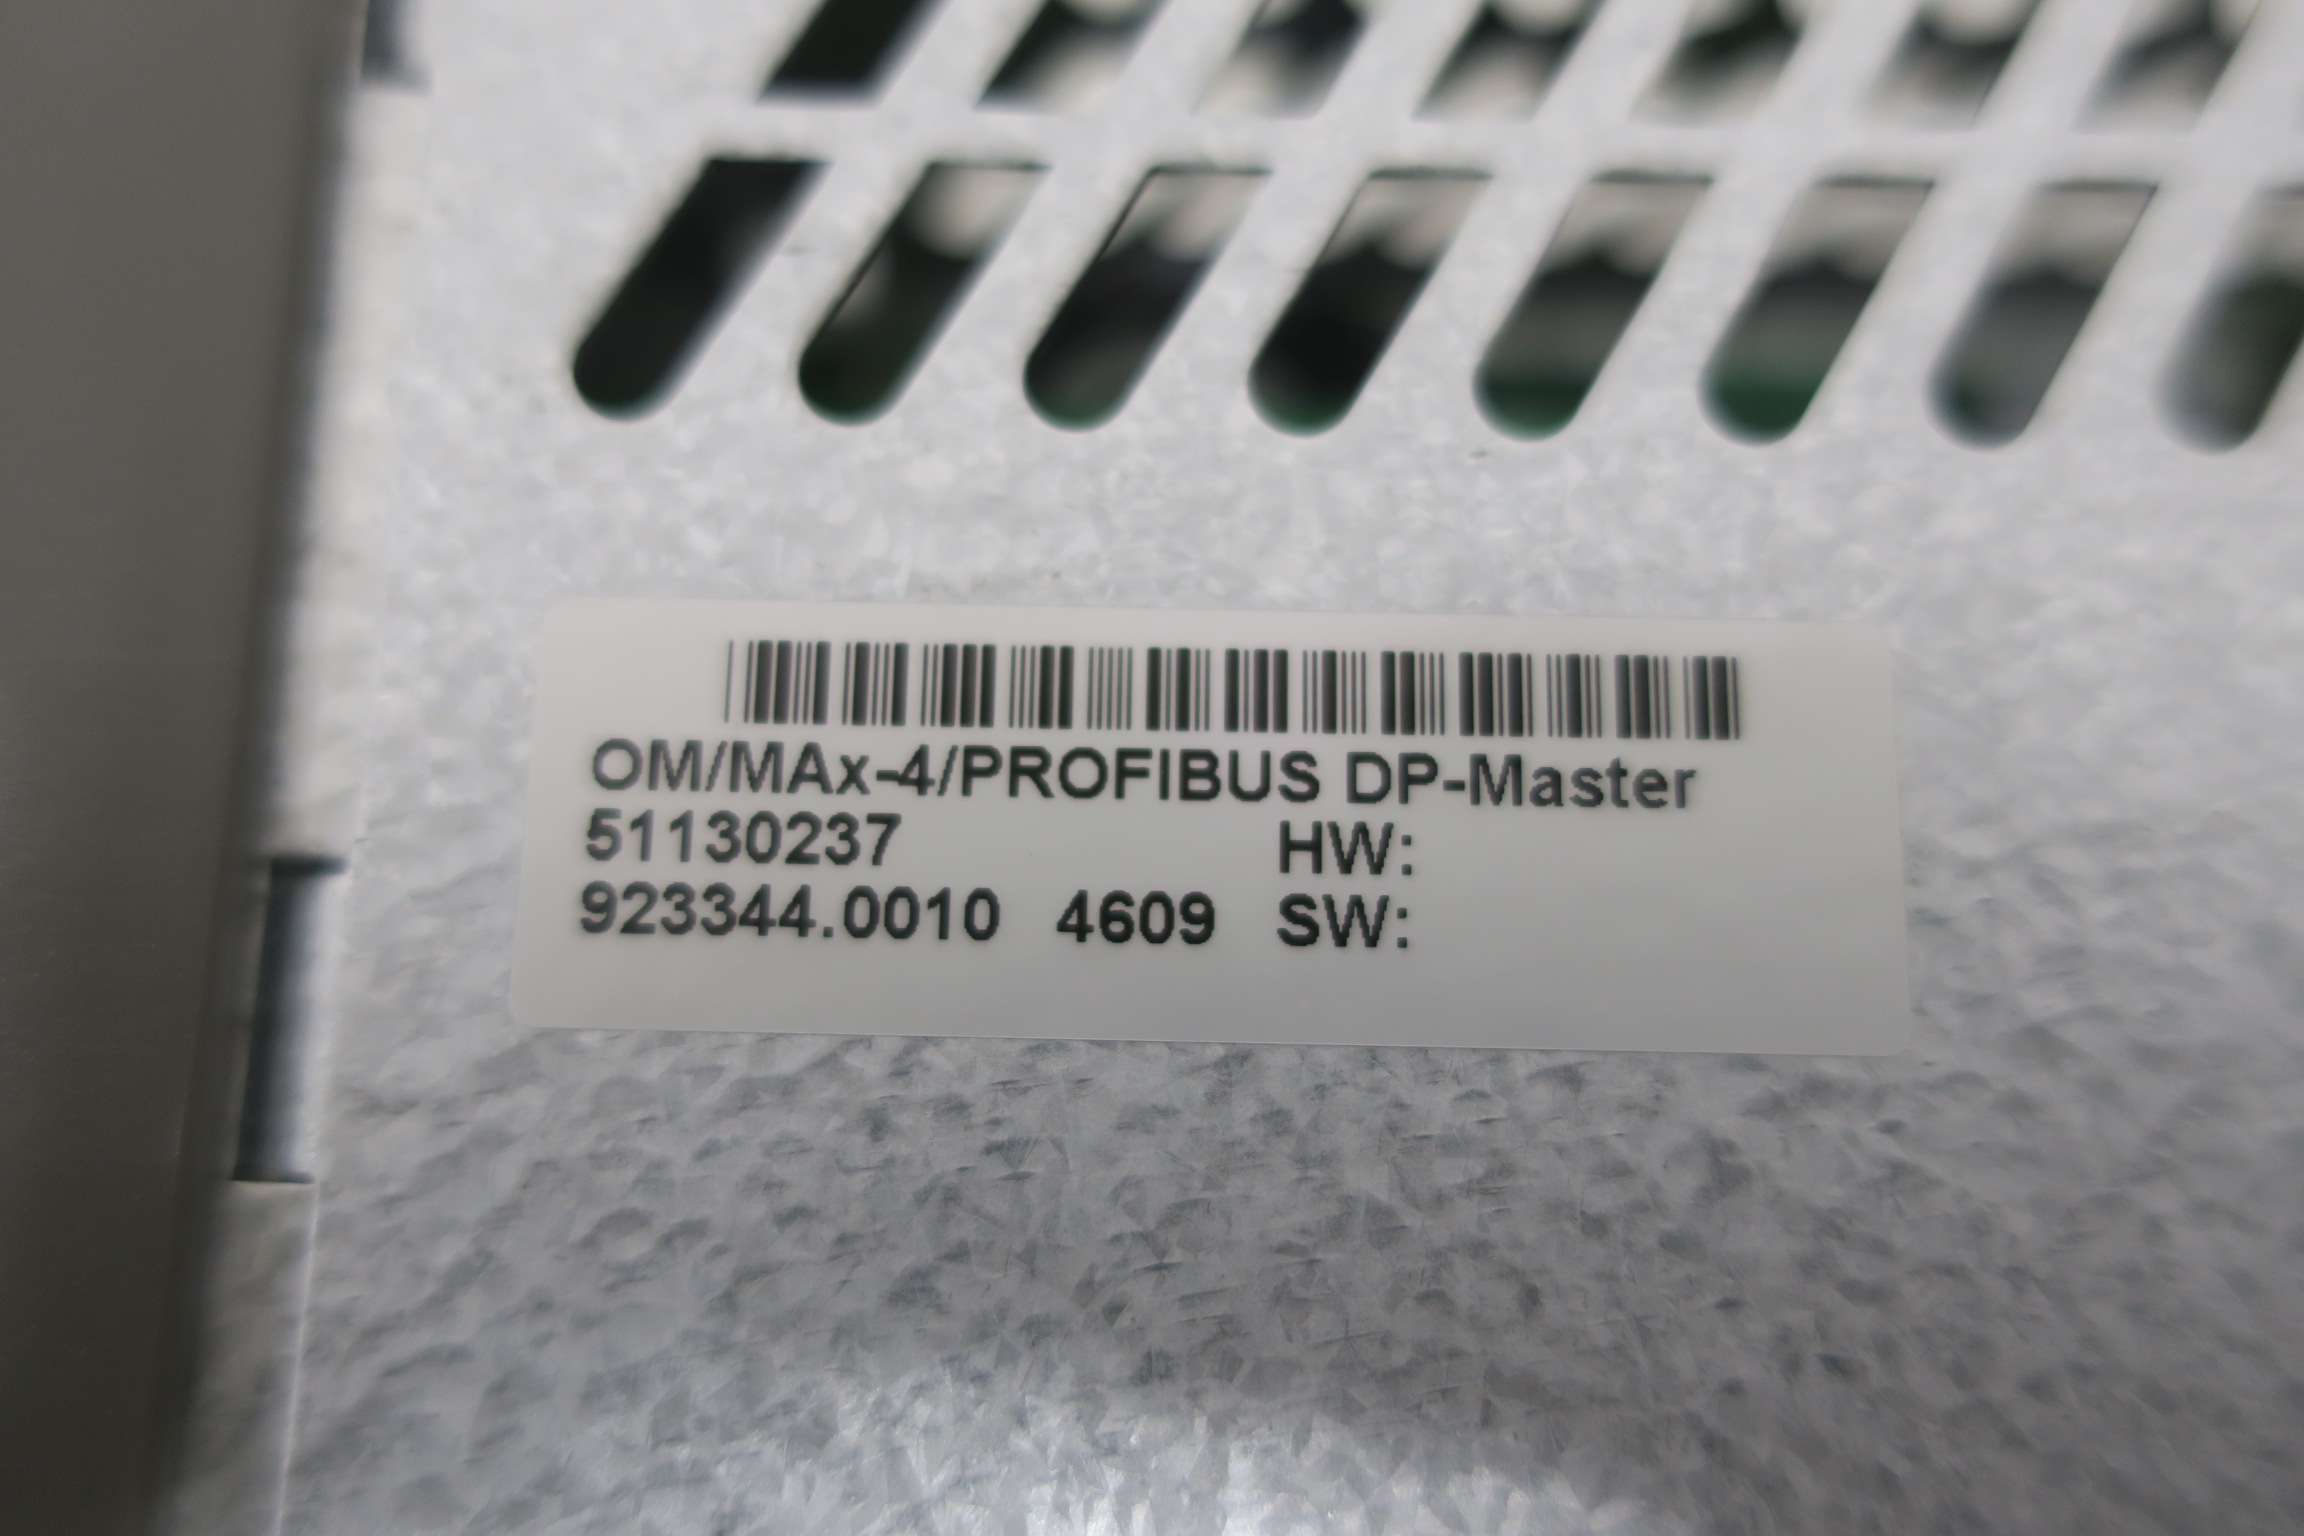 OM/MAx-4/PROFIBUS DP-Master
51130237 HW:
923344.0010 4609 SW: